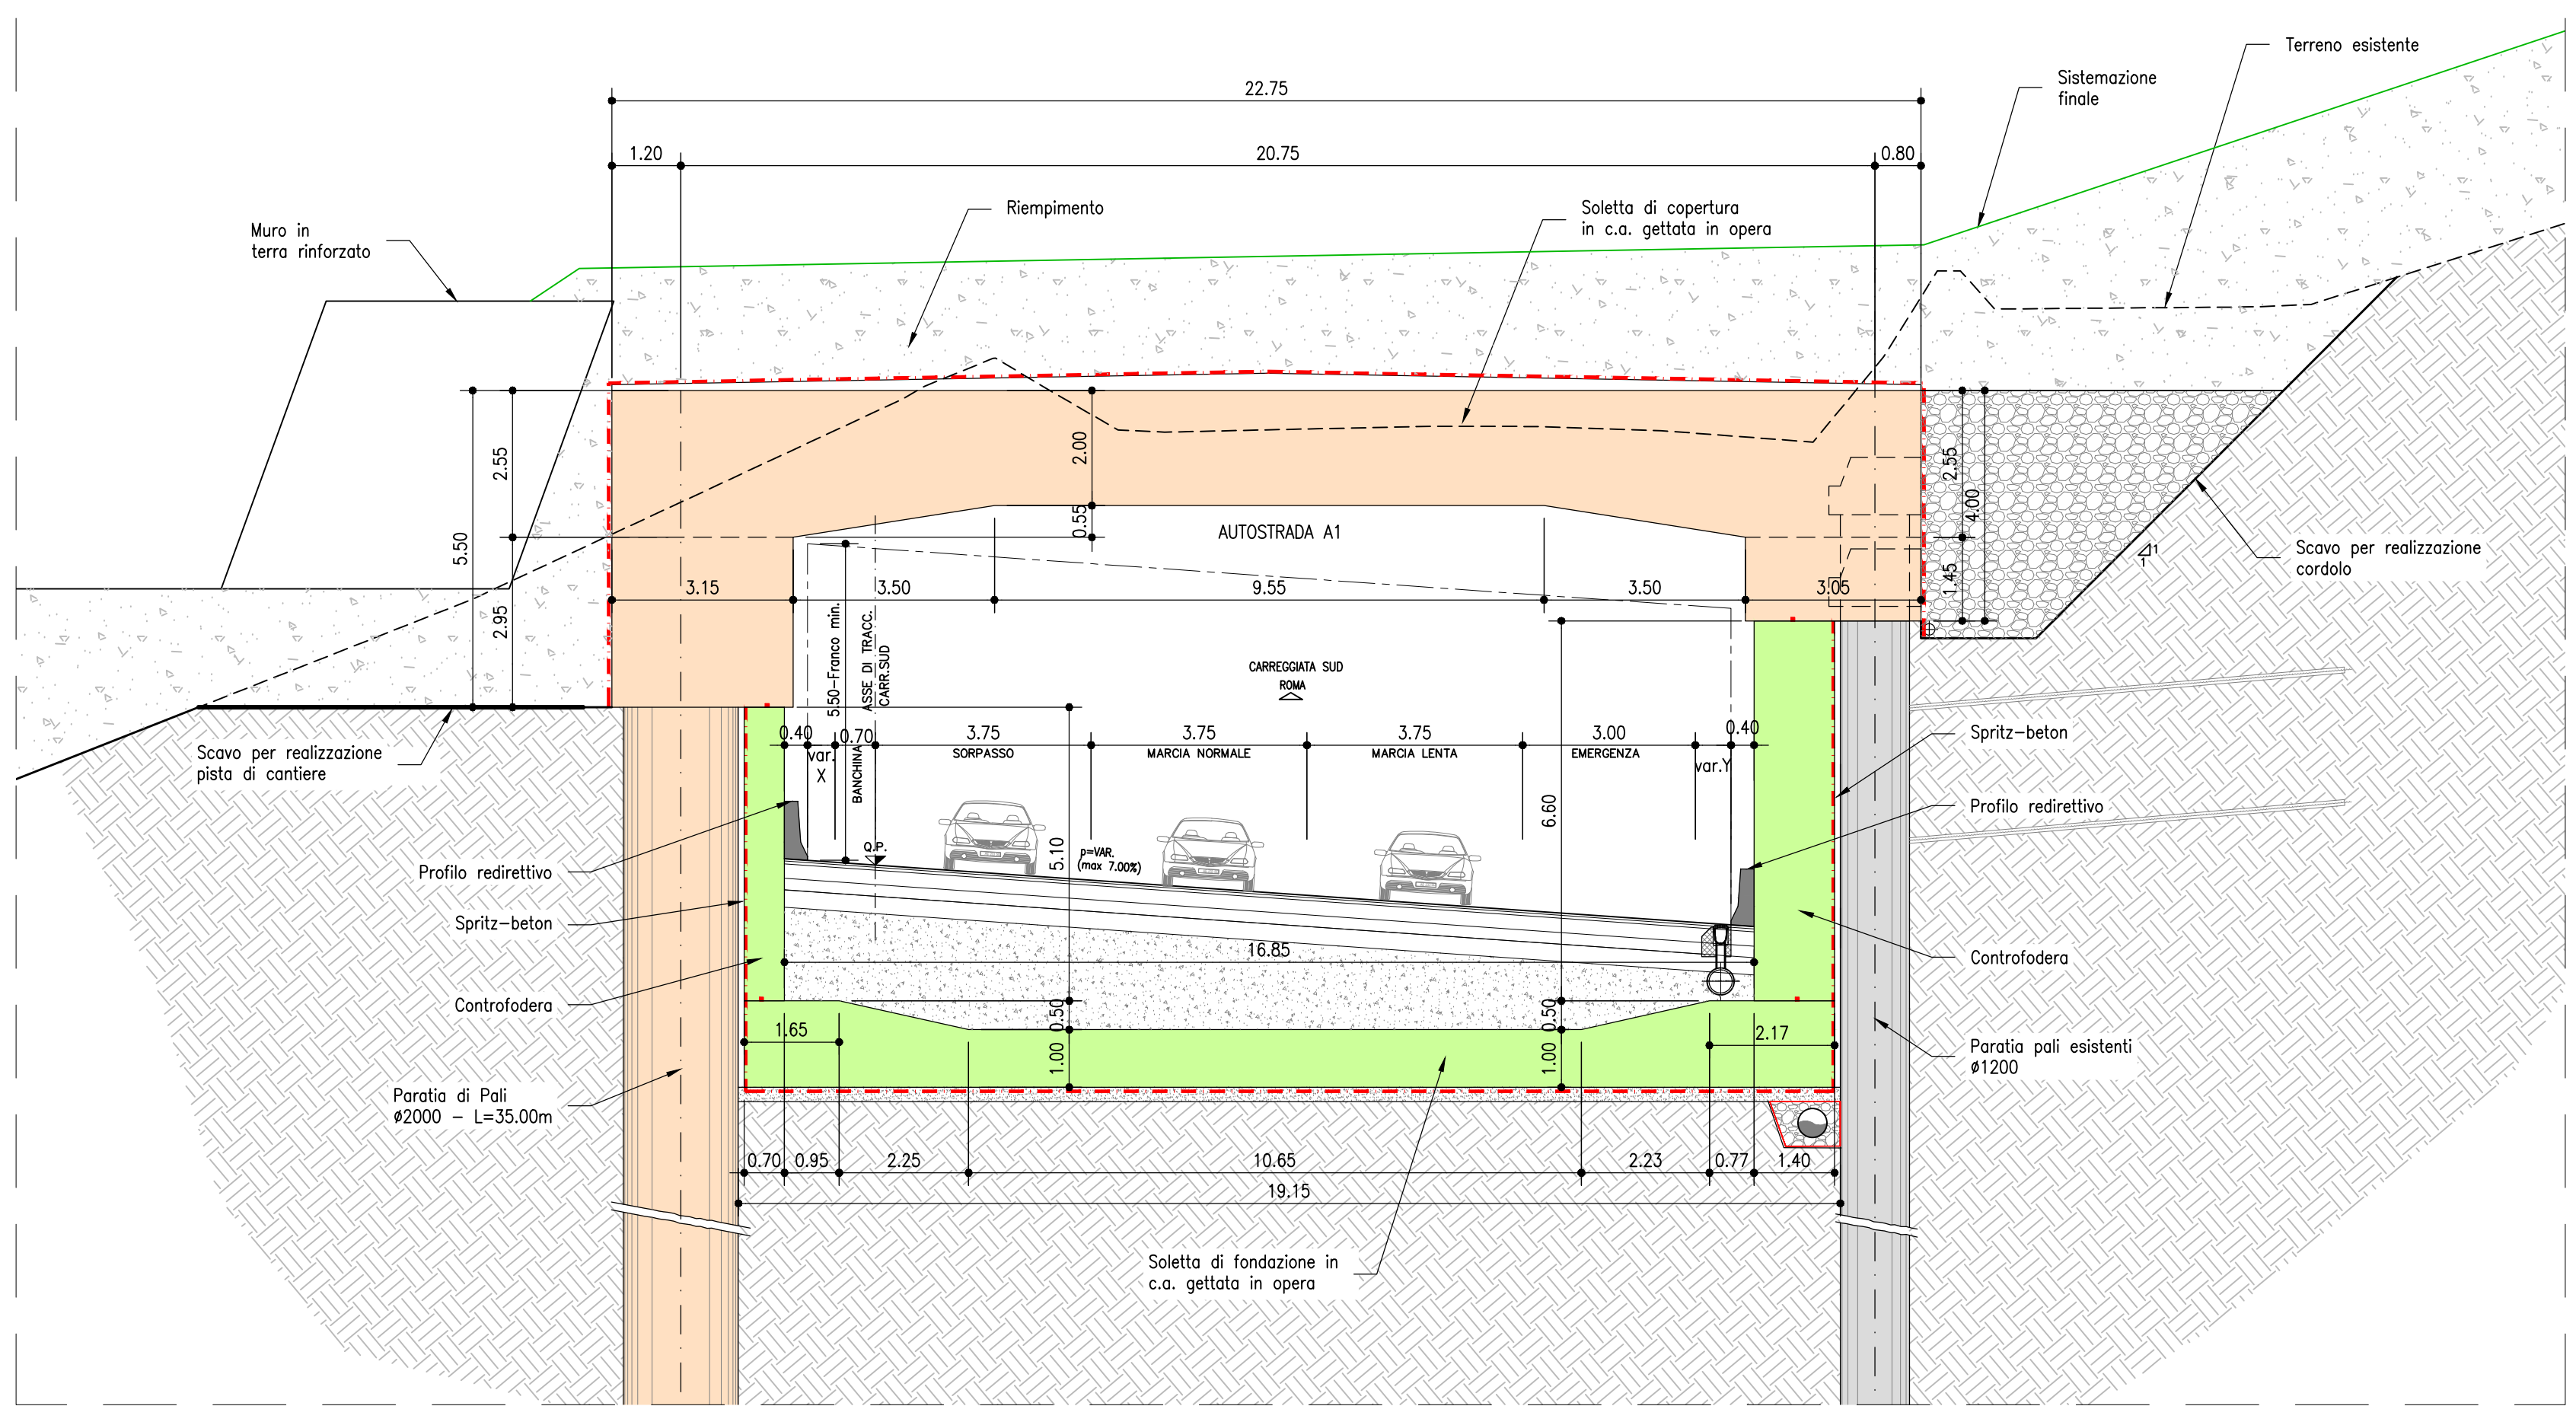 Terreno esistente
Sistemazione
finale
22.75
1.20
20.75
0.80
Riempimento
Soletta di copertura
in c.a. gettata in opera
Muro in
terra rinforzato
5.50
2.55
2.95
2.00
0.55
AUTOSTRADA A1
2.55
4.00
1.45
1
1
Scavo per realizzazione
cordolo
3.15
3.50
9.55
3.50
3.05
5.50-Franco min.
ASSE DI TRACC.
CARR.SUD
CARREGGIATA SUD
ROMA
Scavo per realizzazione
pista di cantiere
0.40
var.
X
0.70
BANCHINA
3.75
SORPASSO
3.75
MARCIA NORMALE
3.75
MARCIA LENTA
3.00
EMERGENZA
var.Y
0.40
Spritz-beton
Profilo redirettivo
Q.P.
p=VAR.
(max 7.00%)
5.10
6.60
Profilo redirettivo
Spritz-beton
Controfodera
16.85
Controfodera
0.50
0.50
1.65
1.00
1.00
2.17
Paratia pali esistenti
ø1200
Paratia di Pali
ø2000 - L=35.00m
0.70
0.95
2.25
10.65
2.23
0.77
1.40
19.15
Soletta di fondazione in
c.a. gettata in opera